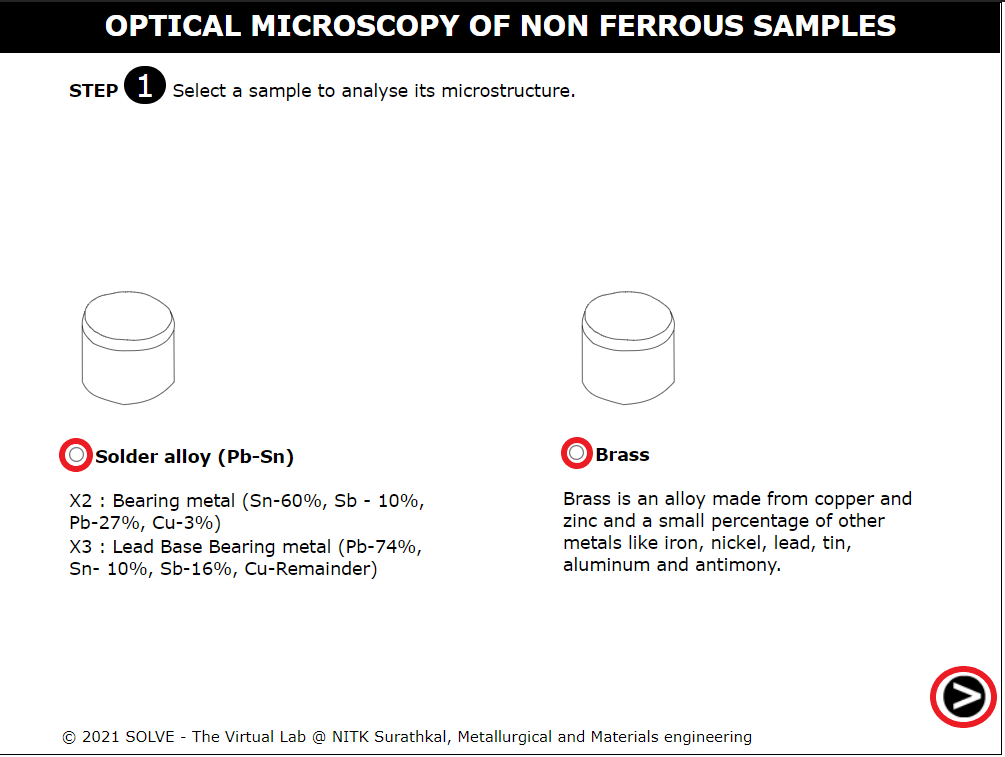 OPTICAL MICROSCOPY OF NON FERROUS SAMPLES
STEP 1 Select a sample to analyse its microstructure.
Solder alloy (Pb-Sn)
X2 : Bearing metal (Sn-60%, Sb - 10%,
Pb-27%, Cu-3%)
X3 : Lead Base Bearing metal (Pb-74%,
Sn- 10%, Sb-16%, Cu-Remainder)
Brass
Brass is an alloy made from copper and
zinc and a small percentage of other
metals like iron, nickel, lead, tin,
aluminum and antimony.
>
© 2021 SOLVE - The Virtual Lab @ NITK Surathkal, Metallurgical and Materials engineering